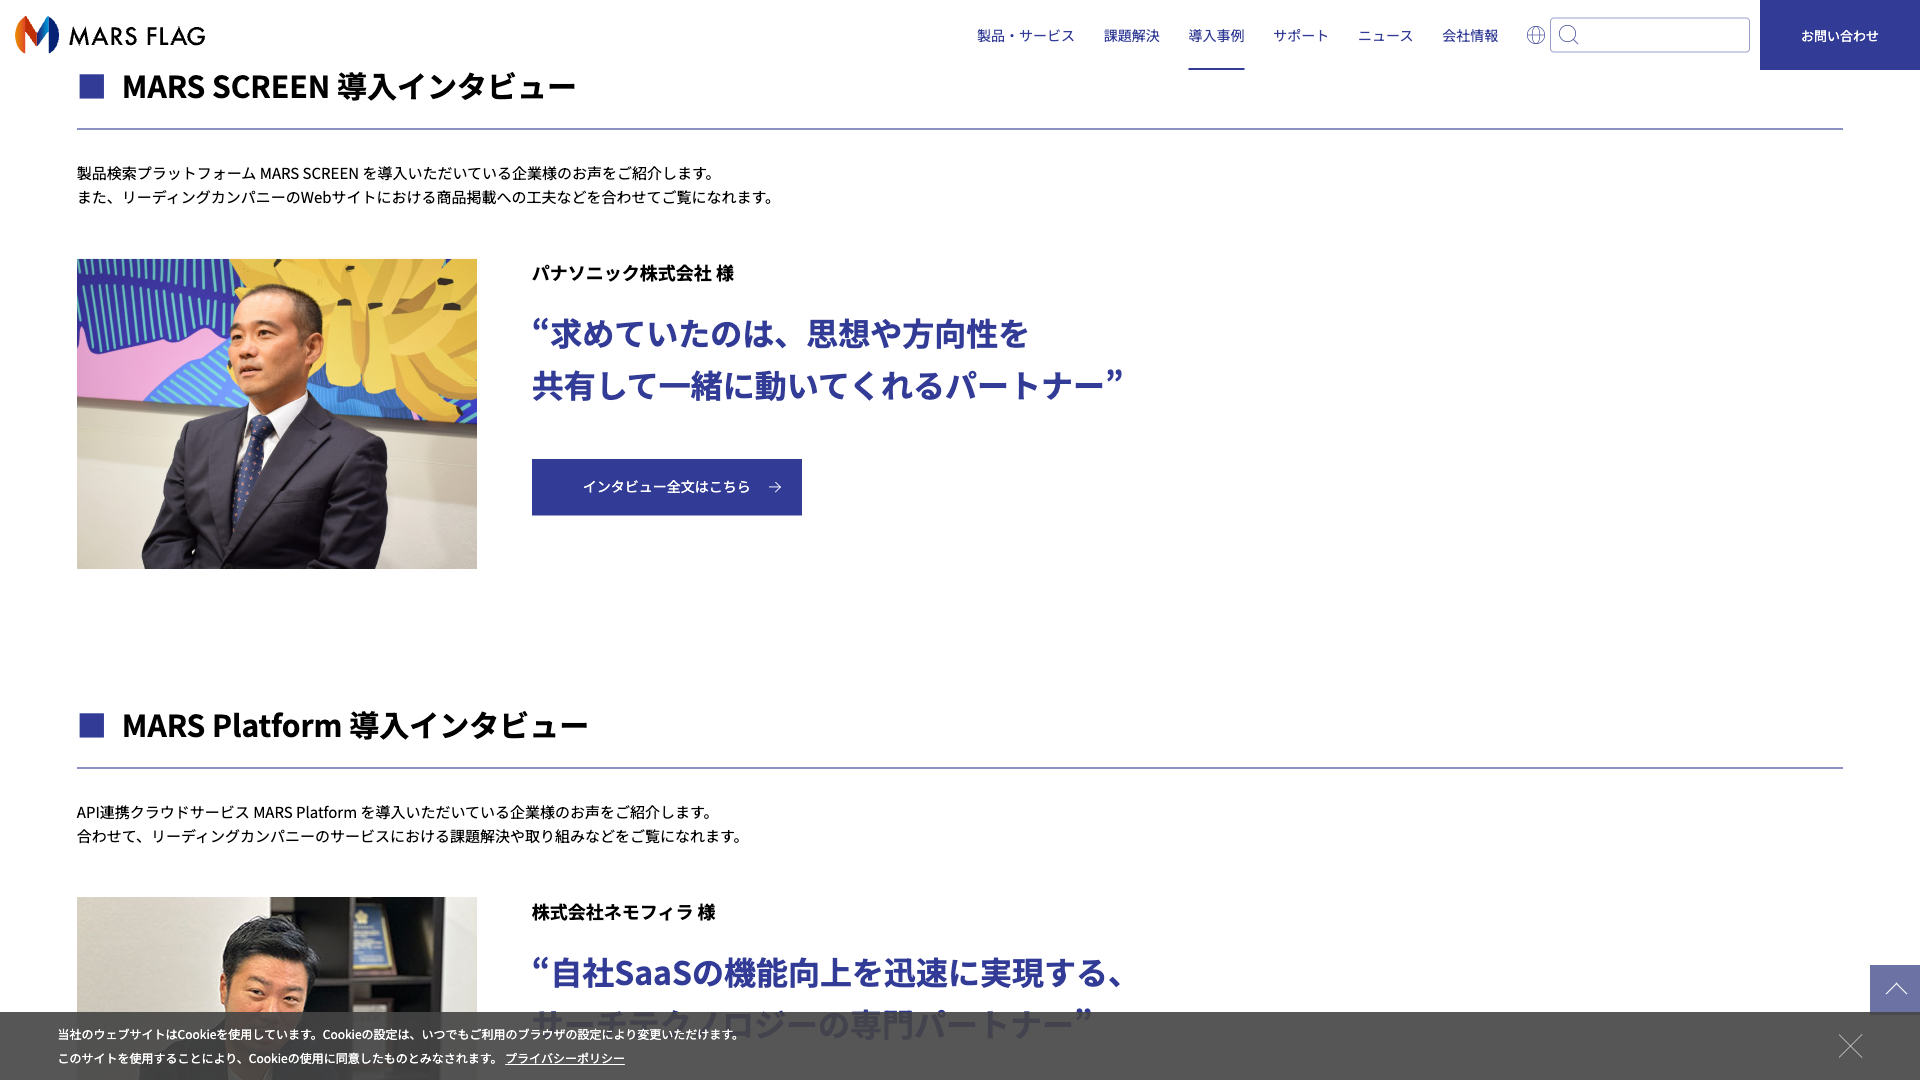 MARS FLAG
製品・サービス
課題解決
導入事例
サポート
ニュース
会社情報
お問い合わせ
MARS SCREEN 導入インタビュー
製品検索プラットフォーム MARS SCREEN を導入いただいている企業様のお声をご紹介します。
また、リーディングカンパニーのWebサイトにおける商品掲載への工夫などを合わせてご覧になれます。
パナソニック株式会社 様
“求めていたのは、思想や方向性を
共有して一緒に動いてくれるパートナー”
インタビュー全文はこちら
MARS Platform 導入インタビュー
API連携クラウドサービス MARS Platform を導入いただいている企業様のお声をご紹介します。
合わせて、リーディングカンパニーのサービスにおける課題解決や取り組みなどをご覧になれます。
株式会社ネモフィラ 様
“自社SaaSの機能向上を迅速に実現する、
サーチテクノロジーの専門パートナー”
当社のウェブサイトはCookieを使用しています。Cookieの設定は、いつでもご利用のブラウザの設定により変更いただけます。
このサイトを使用することにより、Cookieの使用に同意したものとみなされます。 プライバシーポリシー